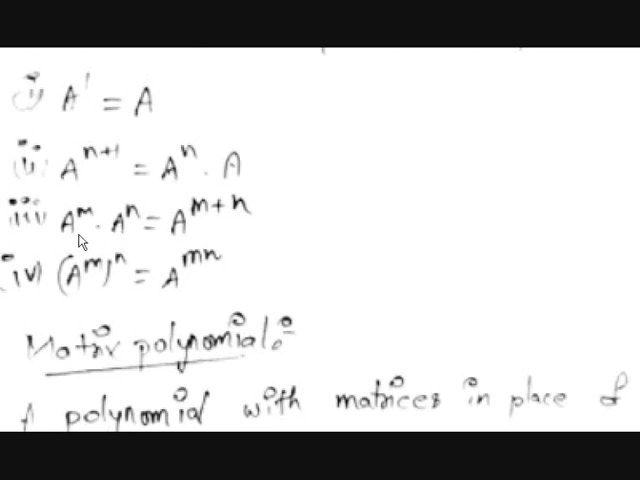 (i) A¹ = A
(ii) Aⁿ⁺¹ = Aⁿ . A
(iii) Aᵐ . Aⁿ = Aᵐ⁺ⁿ
(iv) (Aᵐ)ⁿ = Aᵐⁿ
Matrix polynomial :
A polynomial with matrices in place of